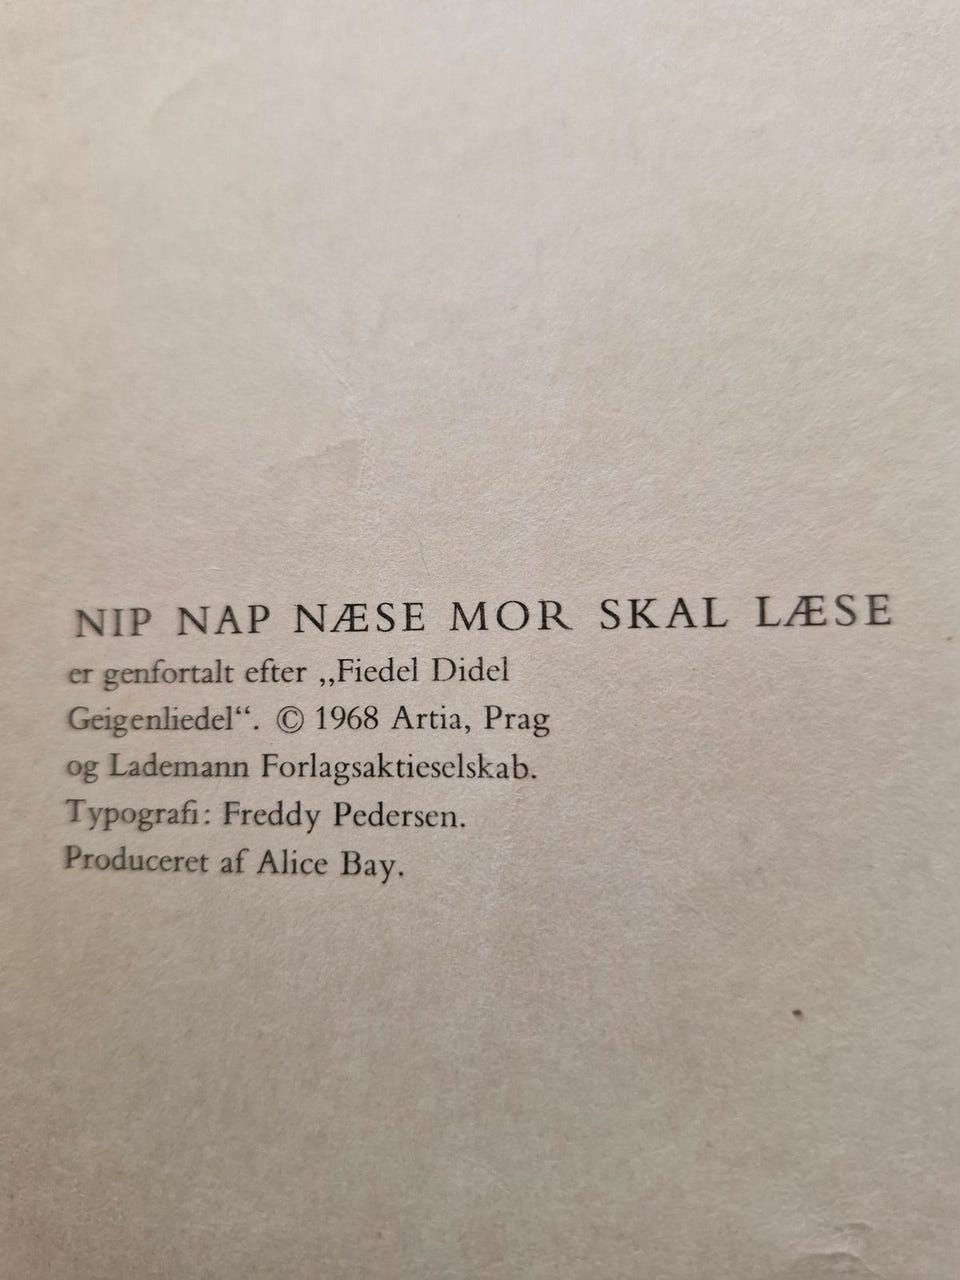 NIP NAP NÆSE MOR SKAL LÆSE
er genfortalt efter „Fiedel Didel
Geigenliedel“. © 1968 Artia, Prag
og Lademann Forlagsaktieselskab.
Typografi: Freddy Pedersen.
Produceret af Alice Bay.